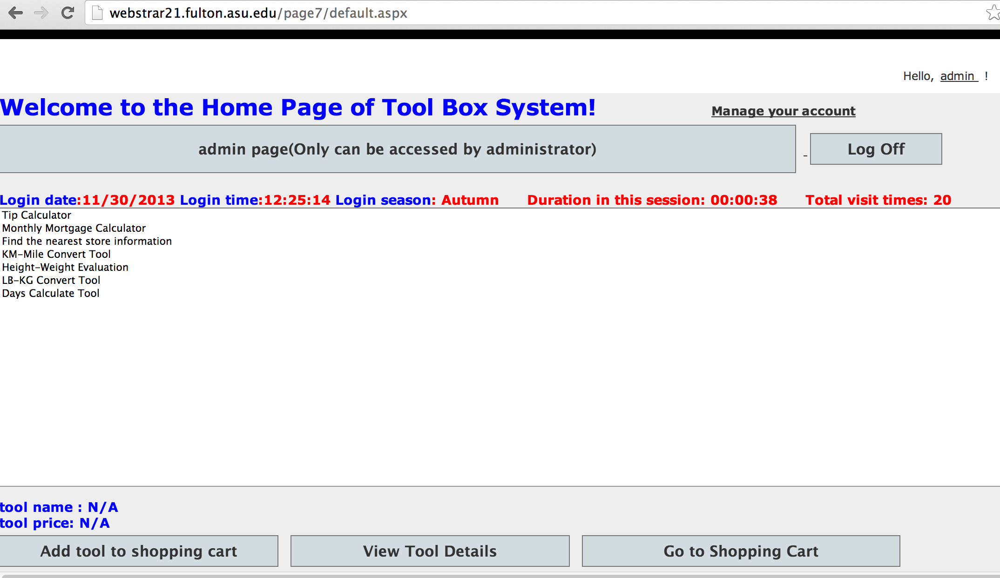 webstrar21.fulton.asu.edu/page7/default.aspx
Hello, admin !
Welcome to the Home Page of Tool Box System! Manage your account
admin page(Only can be accessed by administrator) Log Off
Login date:11/30/2013 Login time:12:25:14 Login season: Autumn Duration in this session: 00:00:38 Total visit times: 20
Tip Calculator
Monthly Mortgage Calculator
Find the nearest store information
KM-Mile Convert Tool
Height-Weight Evaluation
LB-KG Convert Tool
Days Calculate Tool
tool name : N/A
tool price: N/A
Add tool to shopping cart View Tool Details Go to Shopping Cart